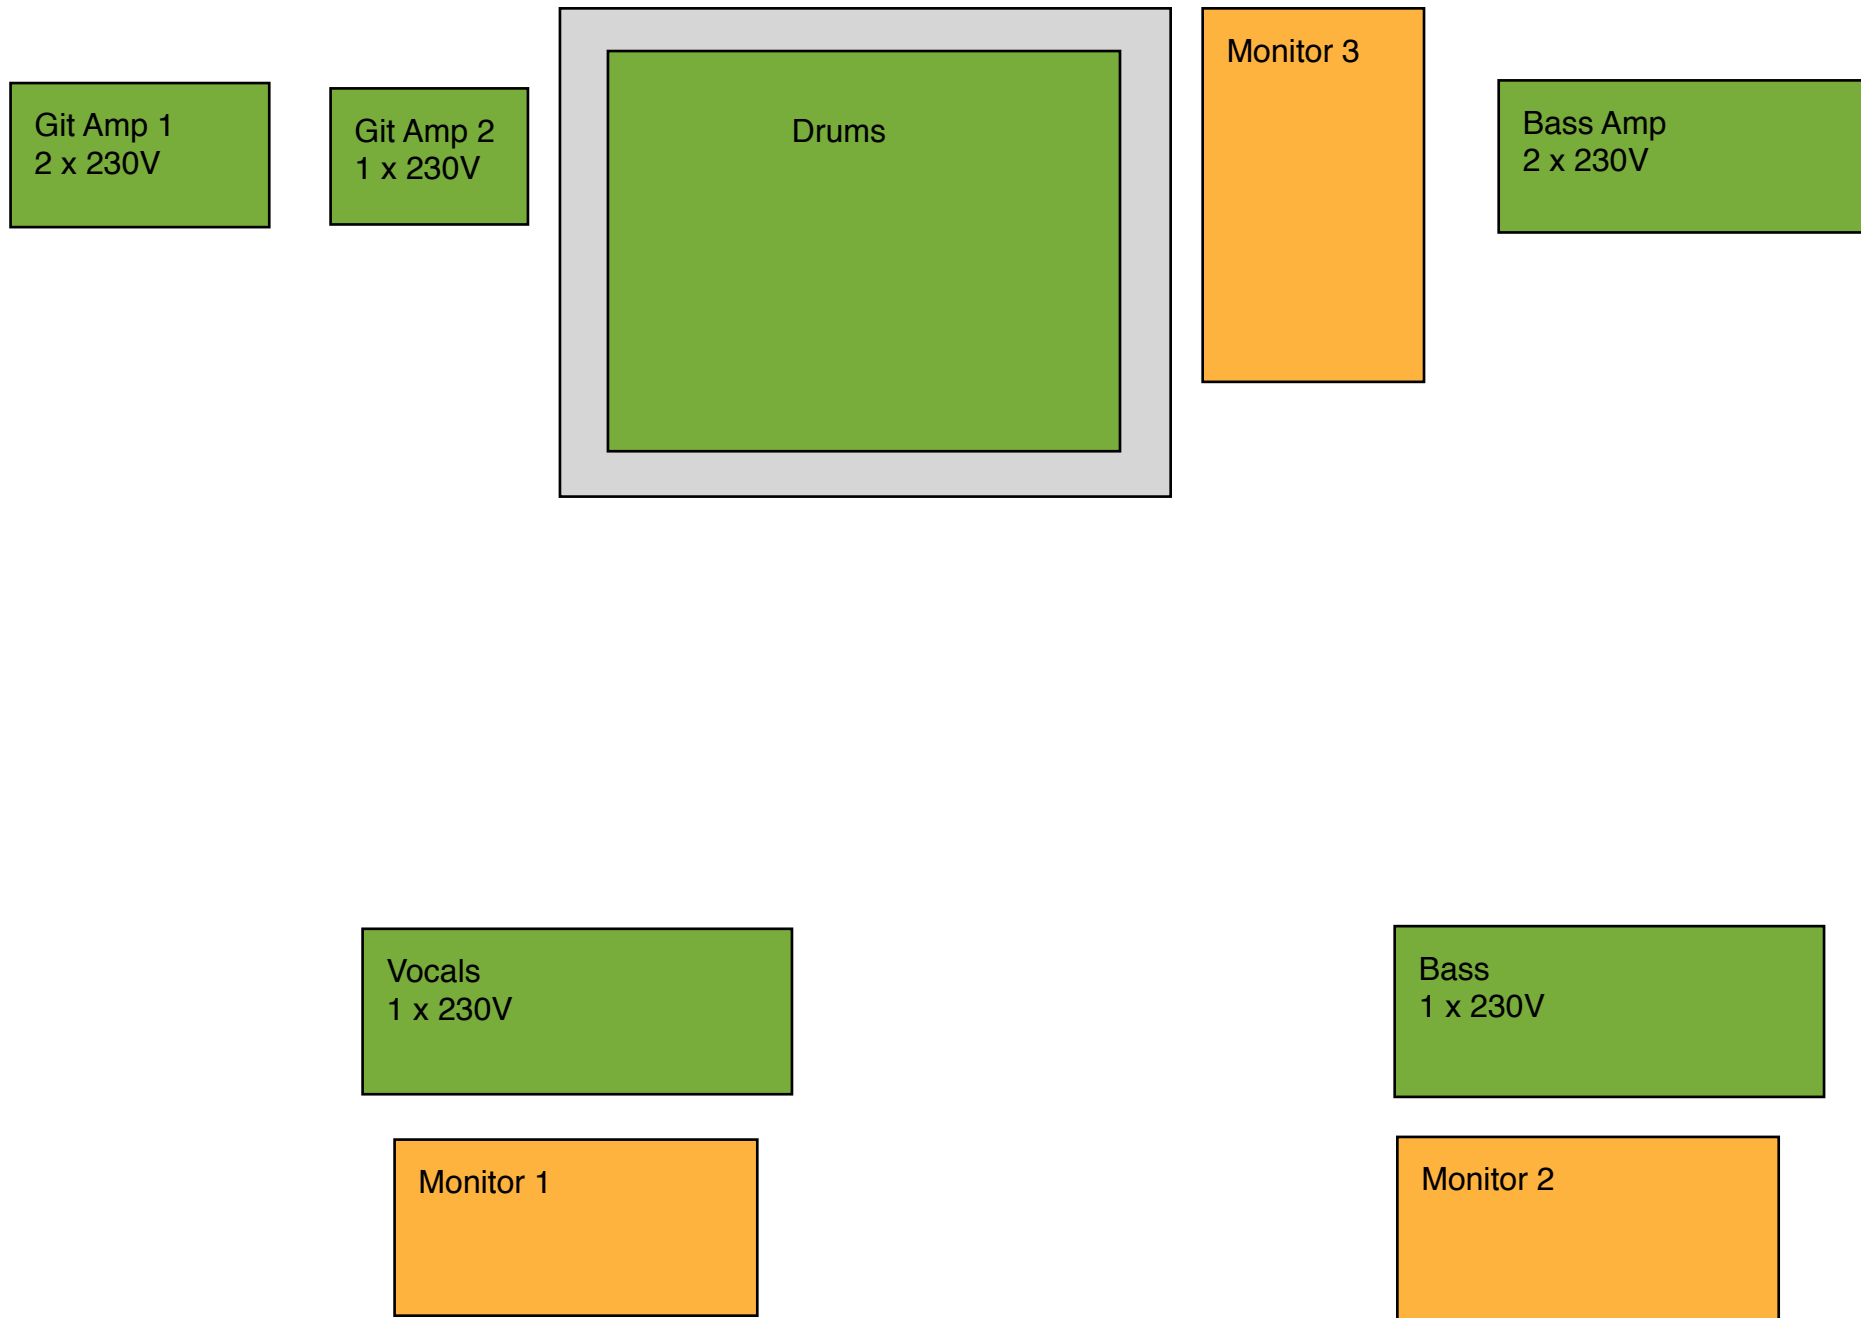 Monitor 3
Git Amp 1
2 x 230V
Git Amp 2
1 x 230V
Drums
Bass Amp
2 x 230V
Vocals
1 x 230V
Bass
1 x 230V
Monitor 1
Monitor 2